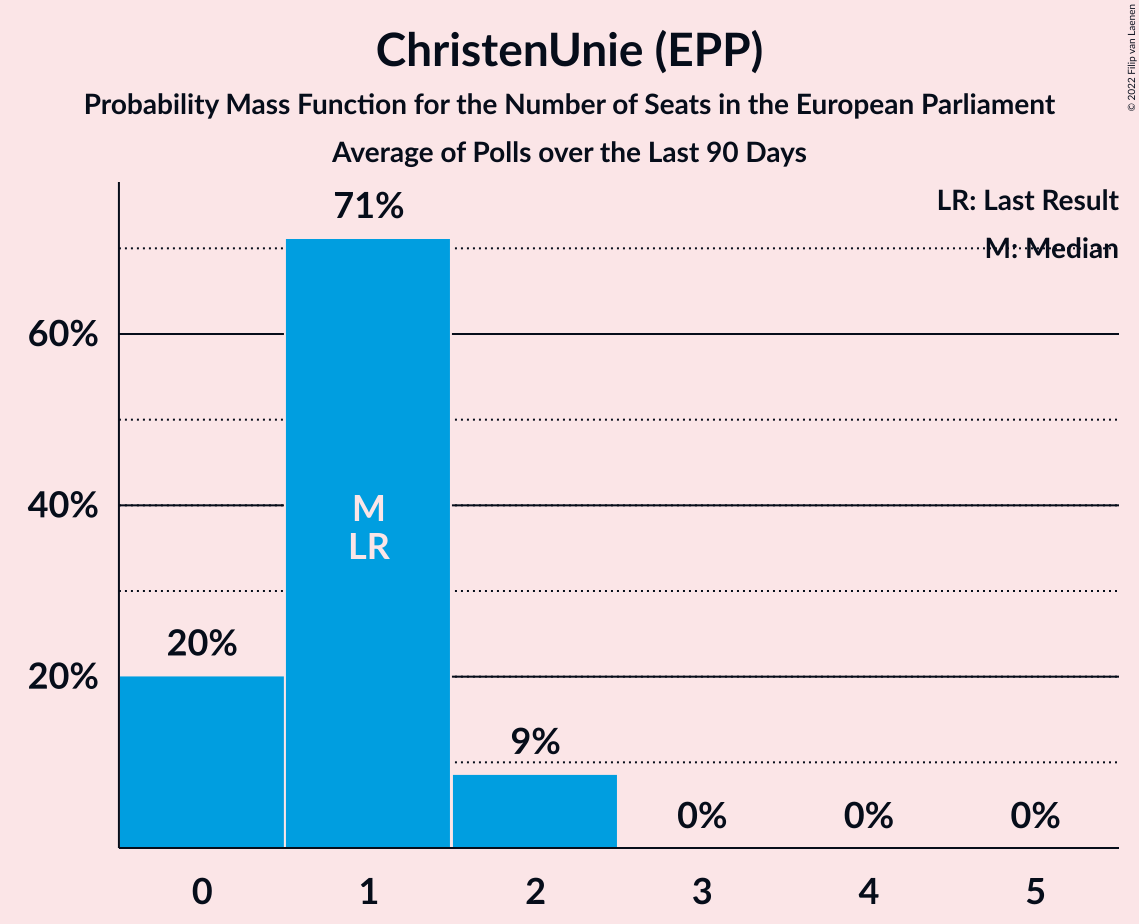 ChristenUnie (EPP)
Probability Mass Function for the Number of Seats in the European Parliament
Average of Polls over the Last 90 Days
© 2022 Filip van Laenen
LR: Last Result
M: Median
71%
60%
40%
M
LR
20%
20%
9%
0%
0%
0%
0
1
2
3
4
5